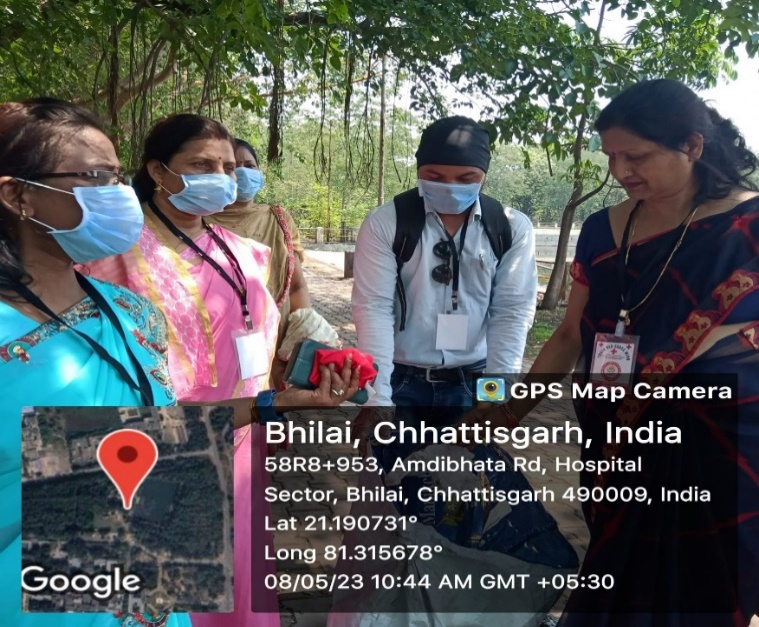 GPS Map Camera
Bhilai, Chhattisgarh, India
58R8+953, Amdibhata Rd, Hospital
Sector, Bhilai, Chhattisgarh 490009, India
Lat 21.190731°
Long 81.315678°
08/05/23 10:44 AM GMT +05:30
Google